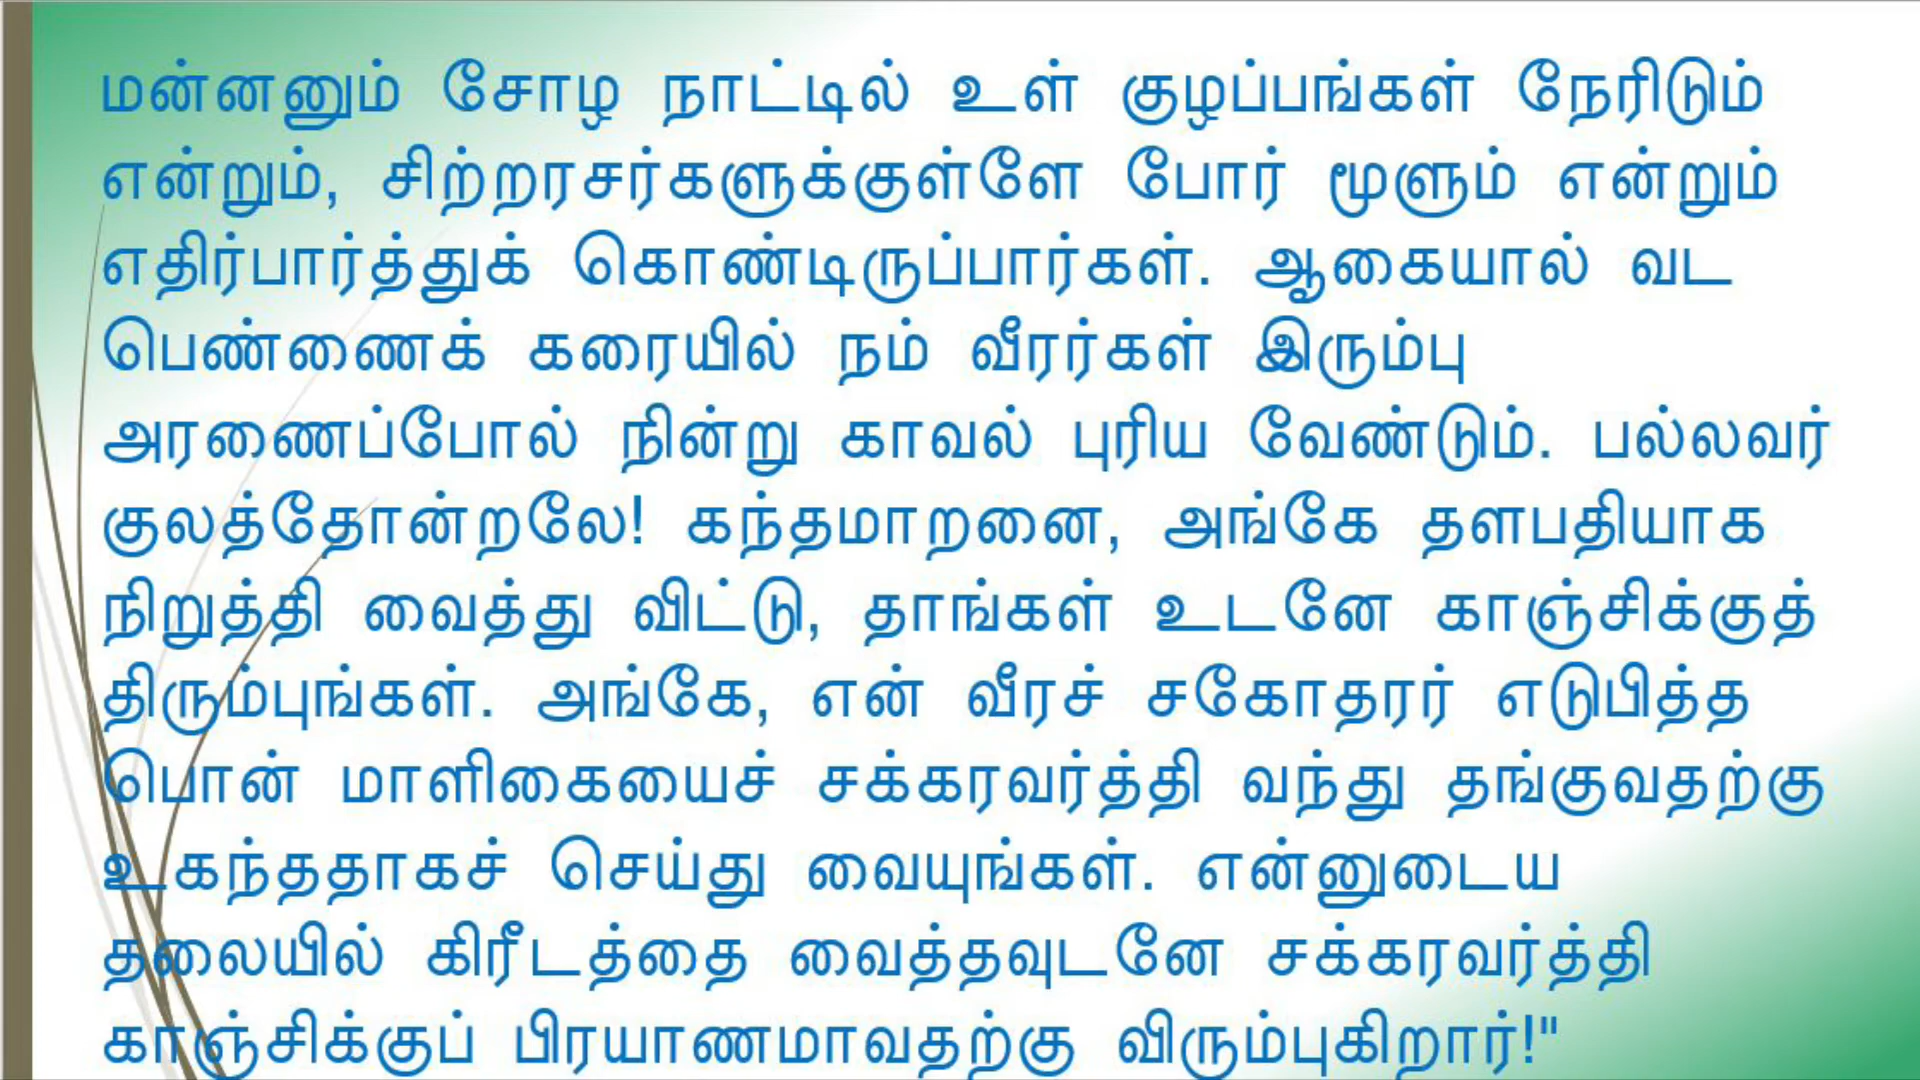 மன்னனும் சோழ நாட்டில் உள் குழப்பங்கள் நேரிடும்
என்றும், சிற்றரசர்களுக்குள்ளே போர் மூளும் என்றும்
எதிர்பார்த்துக் கொண்டிருப்பார்கள். ஆகையால் வட
பெண்ணைக் கரையில் நம் வீரர்கள் இரும்பு
அரணைப்போல் நின்று காவல் புரிய வேண்டும். பல்லவர்
குலத்தோன்றலே! கந்தமாறனை, அங்கே தளபதியாக
நிறுத்தி வைத்து விட்டு, தாங்கள் உடனே காஞ்சிக்குத்
திரும்புங்கள். அங்கே, என் வீரச் சகோதரர் எடுபித்த
பொன் மாளிகையைச் சக்கரவர்த்தி வந்து தங்குவதற்கு
உகந்ததாகச் செய்து வையுங்கள். என்னுடைய
தலையில் கிரீடத்தை வைத்தவுடனே சக்கரவர்த்தி
காஞ்சிக்குப் பிரயாணமாவதற்கு விரும்புகிறார்!"